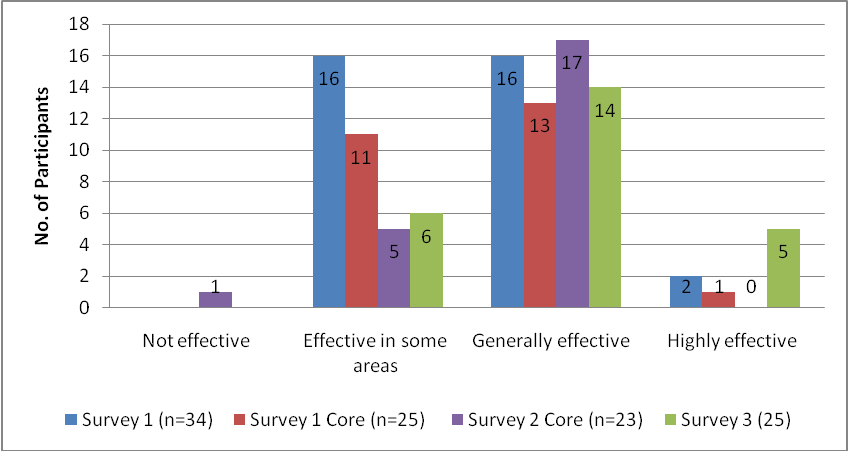 No. of Participants
18
16
14
12
10
8
6
4
2
0
1
16
11
5
6
16
13
17
14
2
1
0
5
Not effective
Effective in some
areas
Generally effective
Highly effective
Survey 1 (n=34)
Survey 1 Core (n=25)
Survey 2 Core (n=23)
Survey 3 (25)